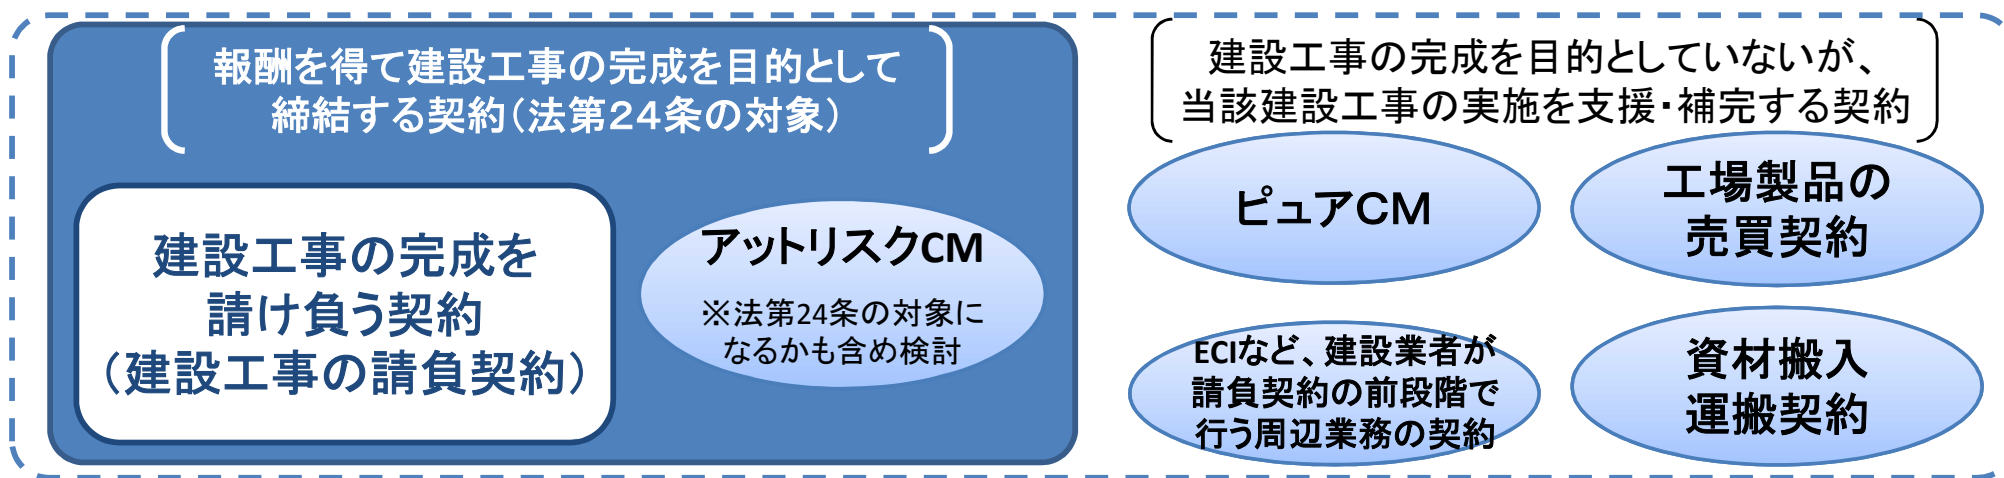 報酬を得て建設工事の完成を目的として
締結する契約（法第２４条の対象）
建設工事の完成を
請け負う契約
（建設工事の請負契約）
アットリスクCM
※法第24条の対象に
なるかも含め検討
建設工事の完成を目的としていないが、
当該建設工事の実施を支援・補完する契約
ピュアＣＭ
工場製品の
売買契約
ECIなど、建設業者が
請負契約の前段階で
行う周辺業務の契約
資材搬入
運搬契約